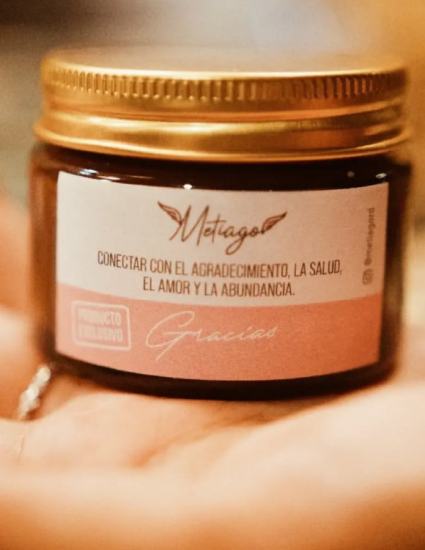 Metiago
CONECTAR CON EL AGRADECIMIENTO, LA SALUD,
EL AMOR Y LA ABUNDANCIA.
PRODUCTO
EXCLUSIVO
Gracias
@metiagord